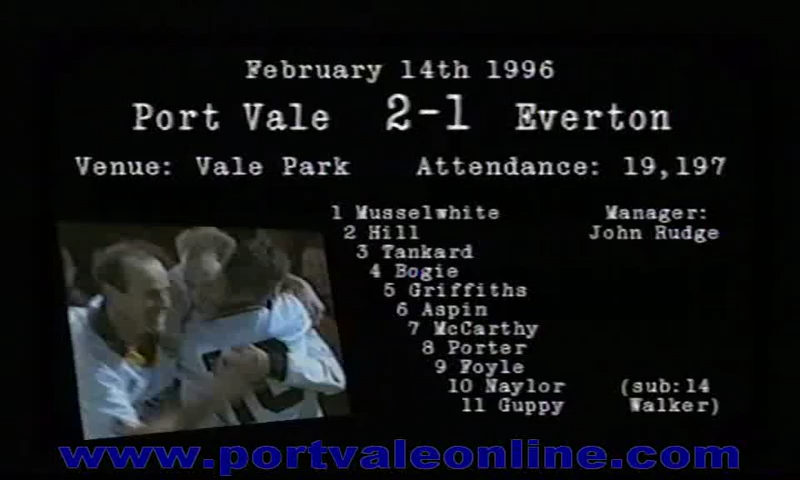 February 14th 1996
Port Vale 2-1 Everton
Venue: Vale Park Attendance: 19,197
1 Musselwhite
2 Hill
3 Tankard
4 Bogie
5 Griffiths
6 Aspin
7 McCarthy
8 Porter
9 Foyle
10 Naylor
11 Guppy
Manager:
John Rudge
(sub:14
Walker)
www.portvaleonline.com